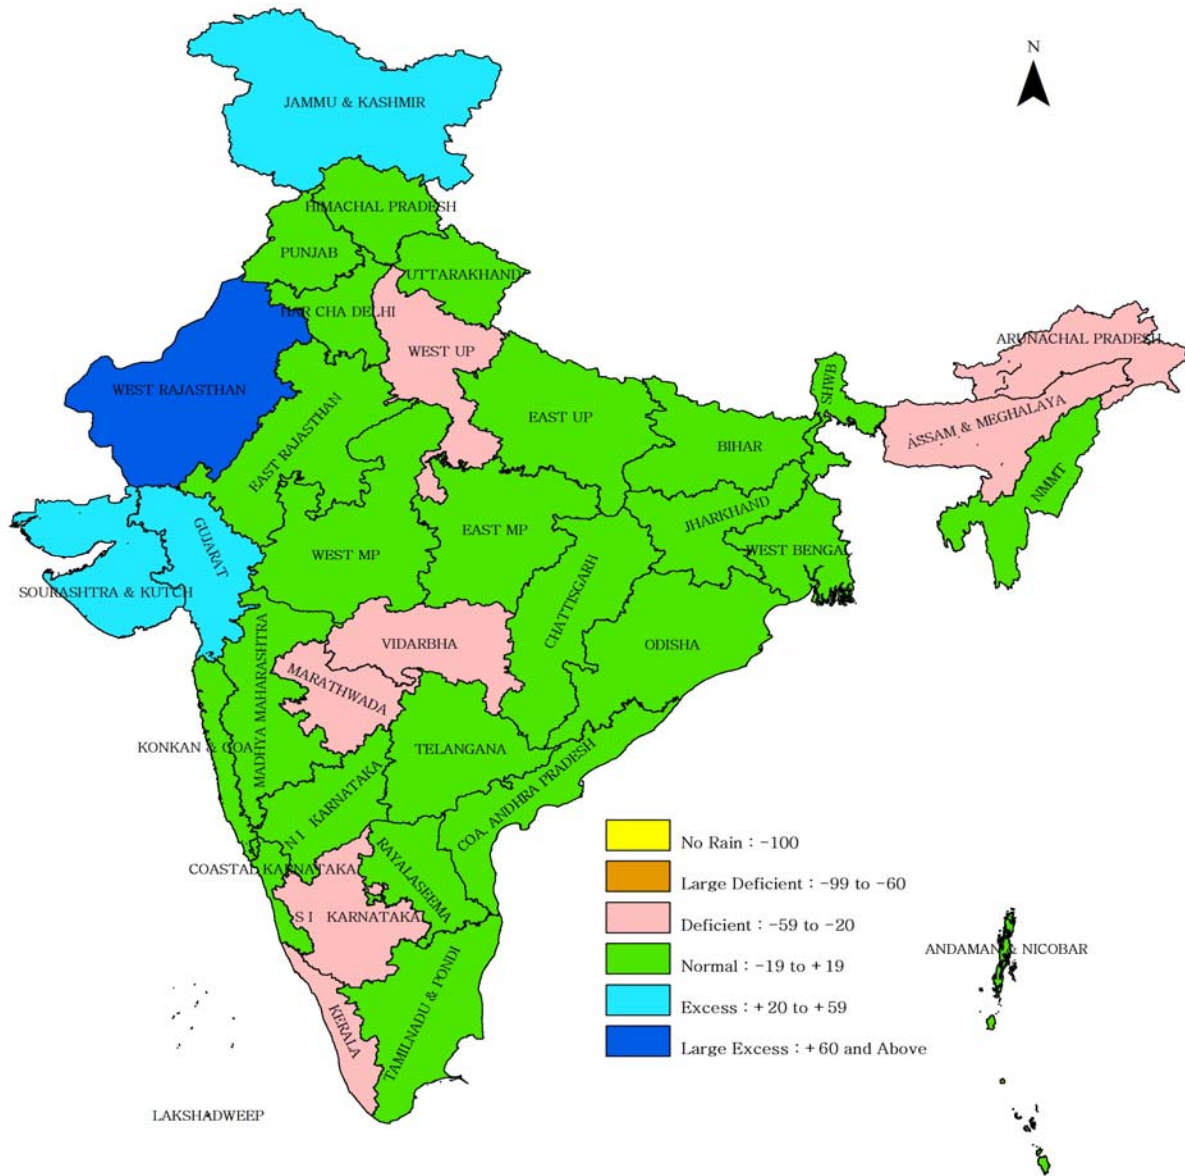 N
JAMMU & KASHMIR
HIMACHAL PRADESH
PUNJAB
UTTARAKHAND
HAR CHA DELHI
ARUNACHAL PRADESH
WEST UP
WEST RAJASTHAN
SHWB
EAST RAJASTHAN
EAST UP
ASSAM & MEGHALAYA
BIHAR
NMMT
JHARKHAND
GUJARAT
EAST MP
WEST MP
WEST BENGAL
SOURASHTRA & KUTCH
CHATTISGARH
VIDARBHA
ODISHA
MARATHWADA
MADHYA MAHARASHTRA
KONKAN & GOA
TELANGANA
COA. ANDHRA PRADESH
N I KARNATAKA
COASTAL KARNATAKA
RAYALASEEMA
S I KARNATAKA
TAMILNADU & PONDI
KERALA
LAKSHADWEEP
ANDAMAN & NICOBAR
No Rain : -100
Large Deficient : -99 to -60
Deficient : -59 to -20
Normal : -19 to +19
Excess : +20 to +59
Large Excess : +60 and Above